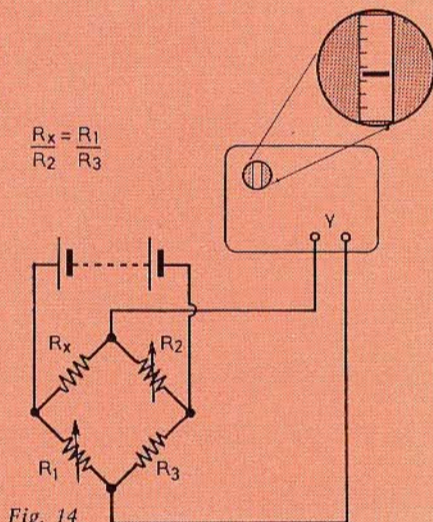 Rx = R1
R2 R3
Y
Rx
R2
R1
R3
Fig. 14